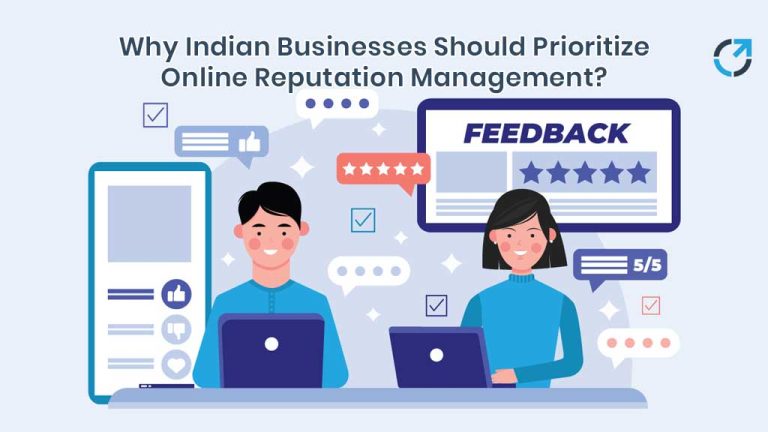 Why Indian Businesses Should Prioritize
Online Reputation Management?
FEEDBACK
5/5